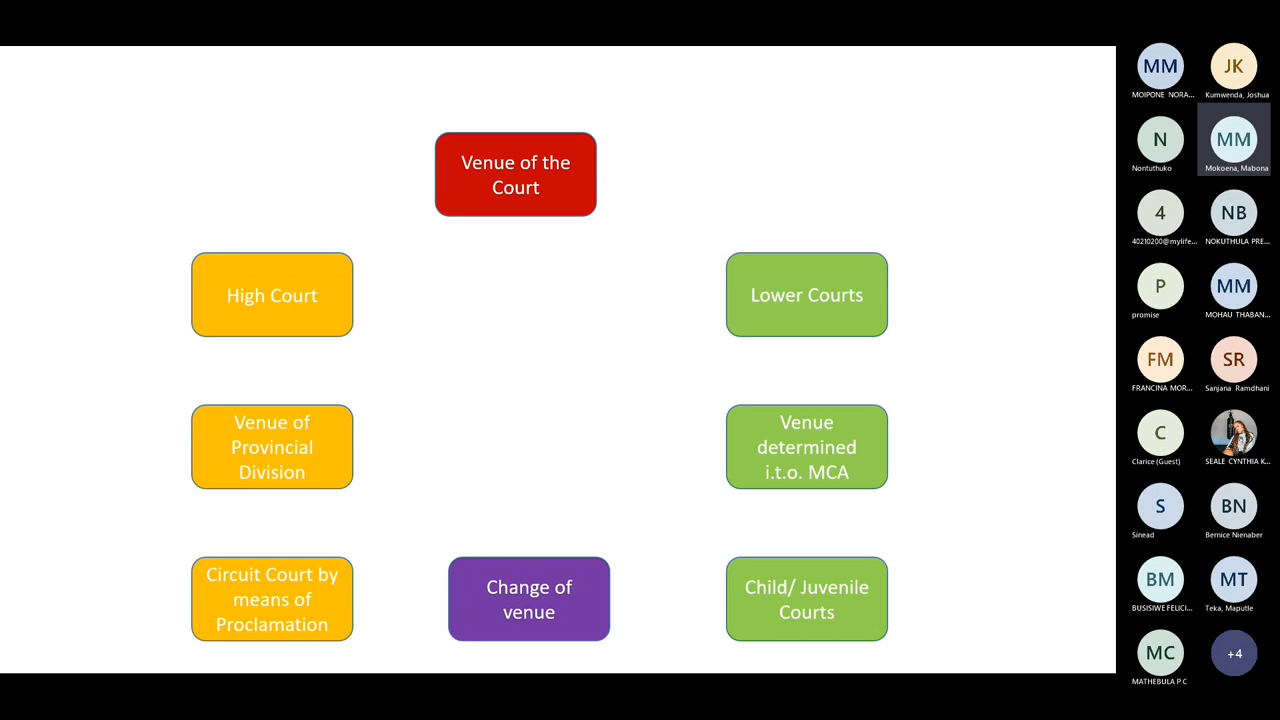 Venue of the
Court
High Court
Lower Courts
Venue of
Provincial
Division
Venue
determined
i.t.o. MCA
Circuit Court by
means of
Proclamation
Change of
venue
Child/ Juvenile
Courts
MM
MOIPONE NORA...
JK
Kumwenda, Joshua
N
Nontuthuko
MM
Mokoena, Mabona
4
40210200@mylife...
NB
NOKUTHULA PRE...
P
promise
MM
MOHAU THABAN...
FM
FRANCINA MOR...
SR
Sanjana Ramdhani
C
Clarice (Guest)
SEALE CYNTHIA K...
S
Sinead
BN
Bernice Nienaber
BM
BUSISIWE FELICI...
MT
Teka, Maputle
MC
MATHEBULA P C
+4